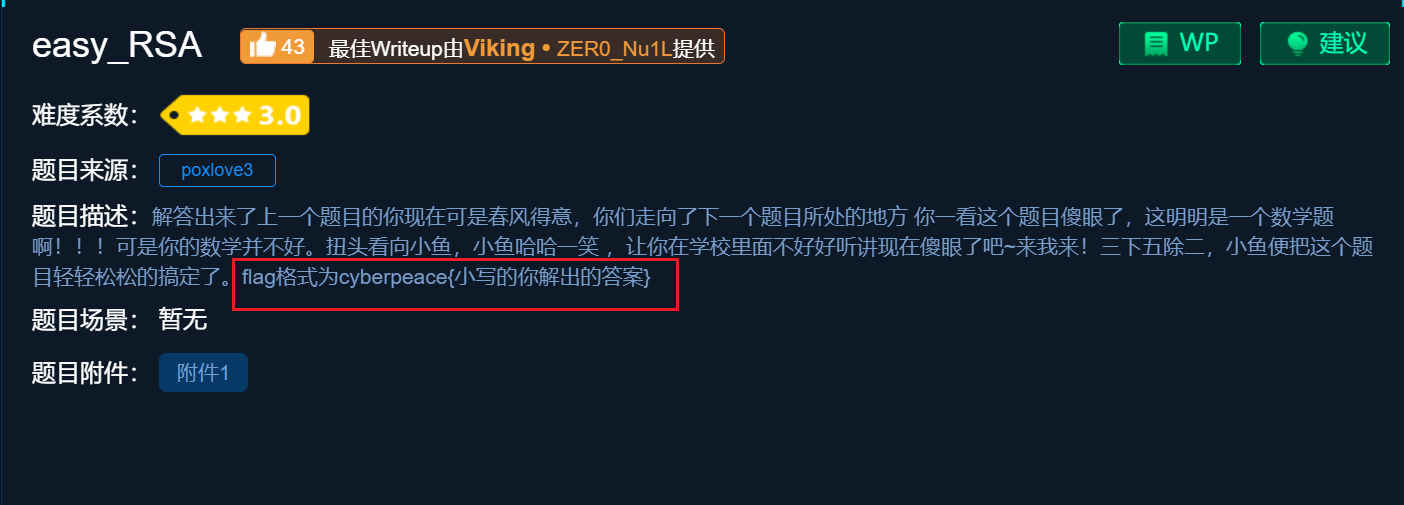 easy_RSA 43 最佳Writeup由Viking • ZER0_Nu1L提供 WP 建议
难度系数： 3.0
题目来源： poxlove3
题目描述：解答出来了上一个题目的你现在可是春风得意，你们走向了下一个题目所处的地方 你一看这个题目傻眼了，这明明是一个数学题
啊！！！可是你的数学并不好。扭头看向小鱼，小鱼哈哈一笑 ，让你在学校里面不好好听讲现在傻眼了吧~来我来！三下五除二，小鱼便把这个题
目轻轻松松的搞定了。flag格式为cyberpeace{小写的你解出的答案}
题目场景： 暂无
题目附件： 附件1